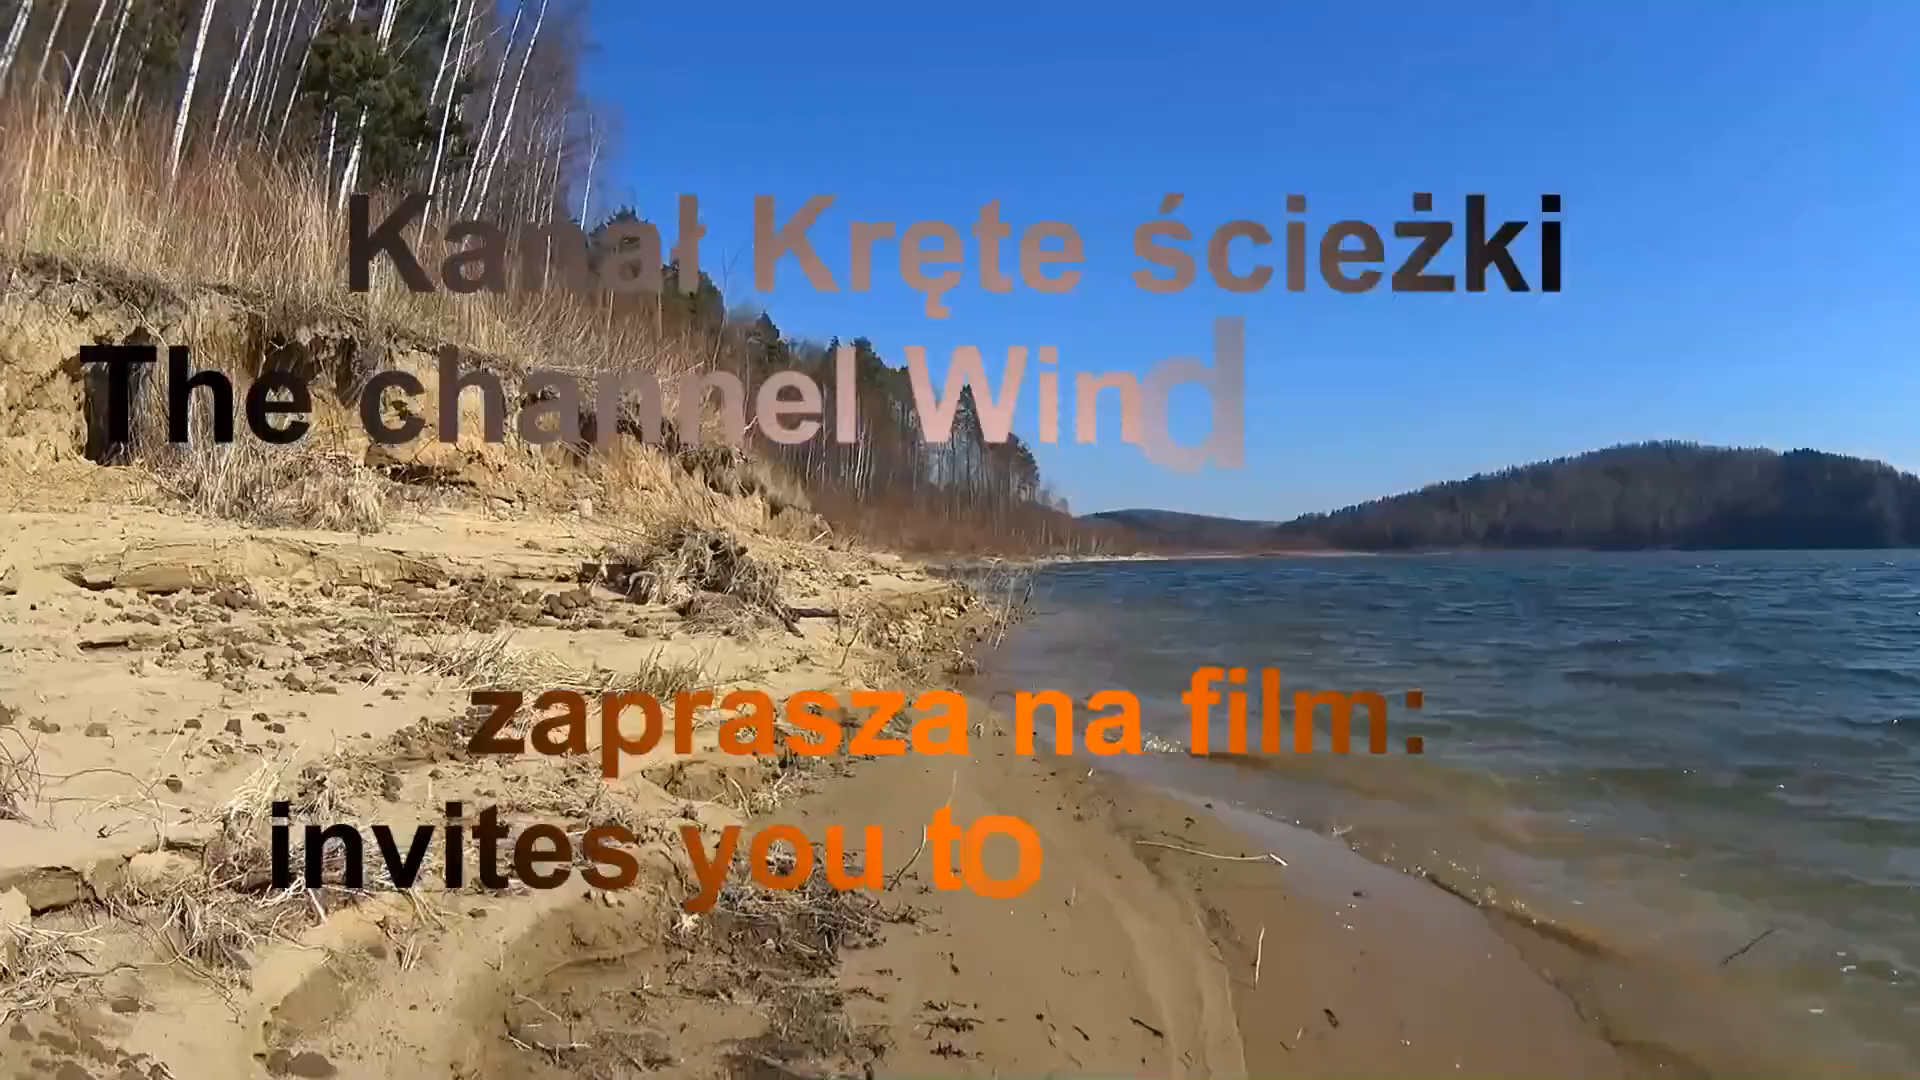 Kanał Kręte ścieżki
The channel Wind
zaprasza na film:
invites you to